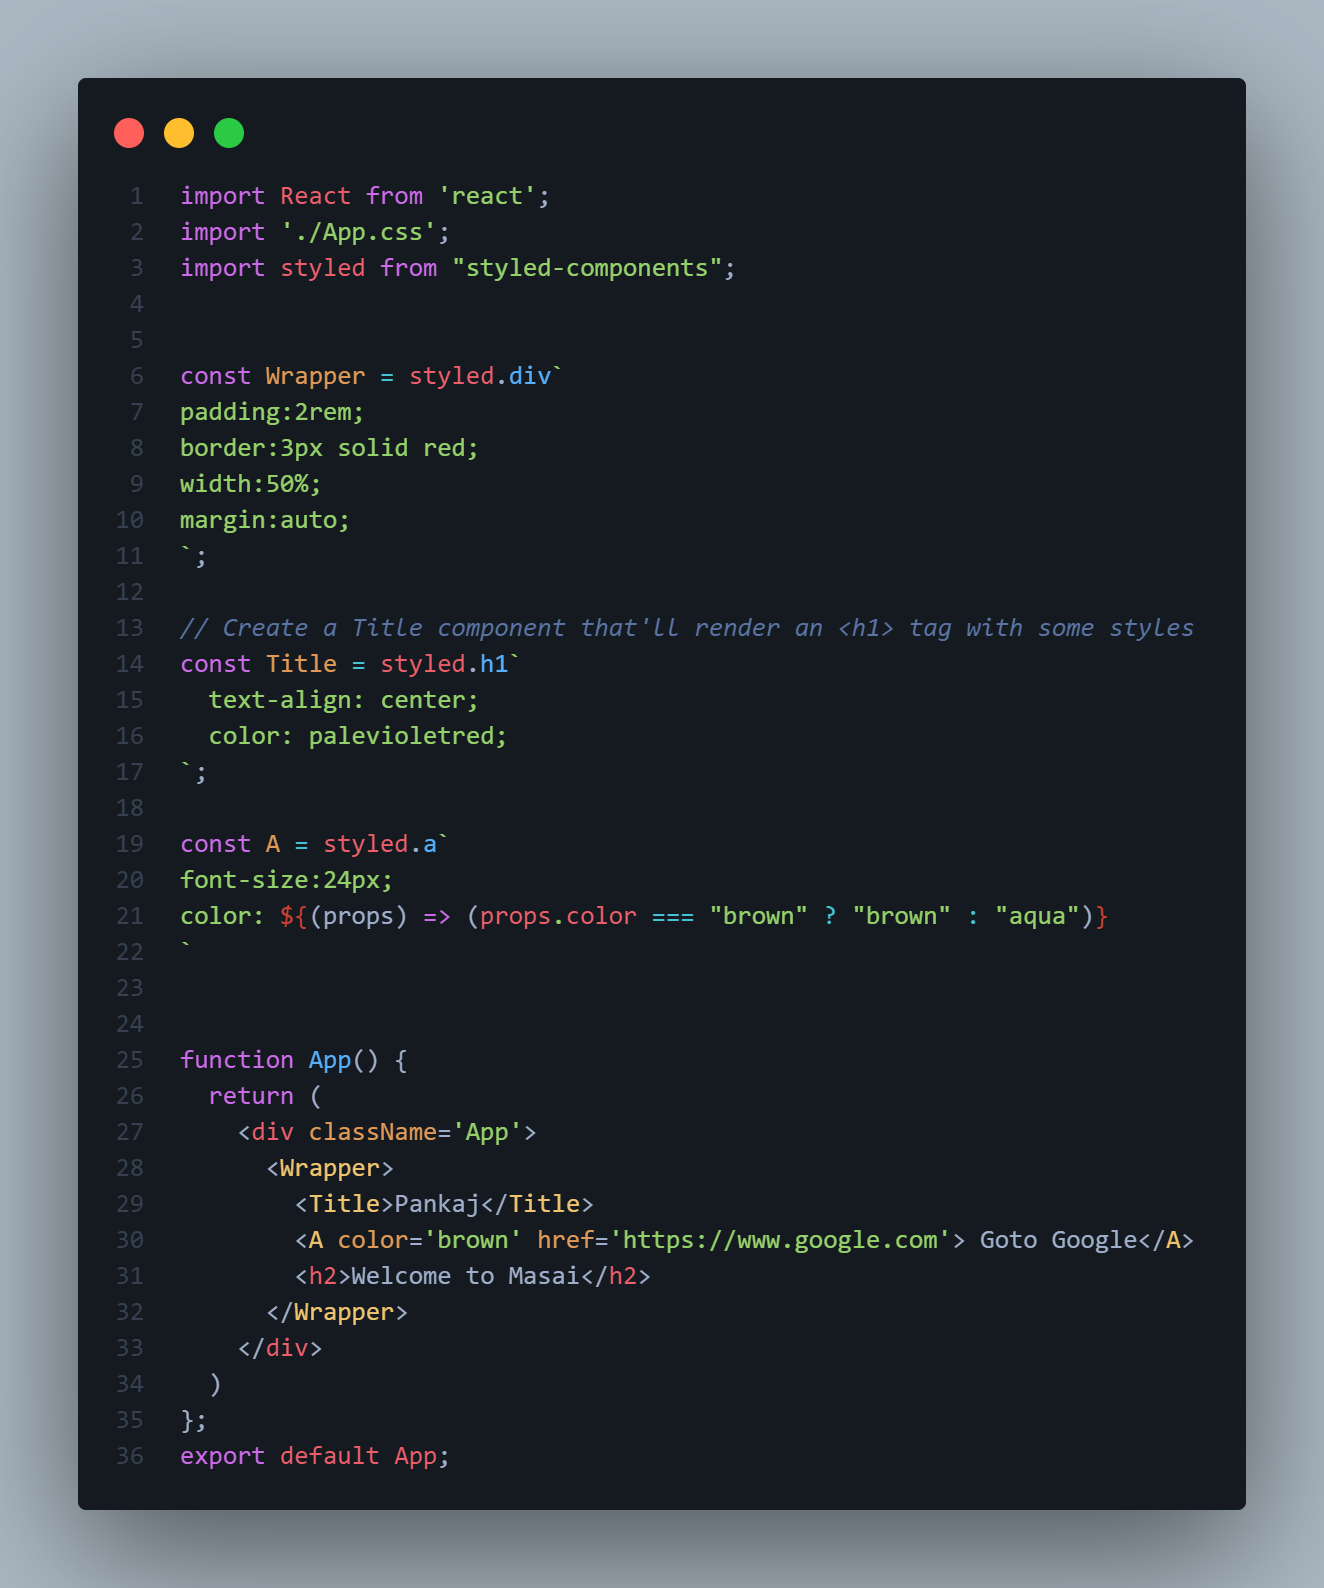 1 import React from 'react';
2 import './App.css';
3 import styled from "styled-components";
4
5
6 const Wrapper = styled.div`
7 padding:2rem;
8 border:3px solid red;
9 width:50%;
10 margin:auto;
11 `;
12
13 // Create a Title component that'll render an <h1> tag with some styles
14 const Title = styled.h1`
15   text-align: center;
16   color: palevioletred;
17 `;
18
19 const A = styled.a`
20 font-size:24px;
21 color: ${(props) => (props.color === "brown" ? "brown" : "aqua")}
22 `
23
24
25 function App() {
26   return (
27     <div className='App'>
28       <Wrapper>
29         <Title>Pankaj</Title>
30         <A color='brown' href='https://www.google.com'> Goto Google</A>
31         <h2>Welcome to Masai</h2>
32       </Wrapper>
33     </div>
34   )
35 };
36 export default App;